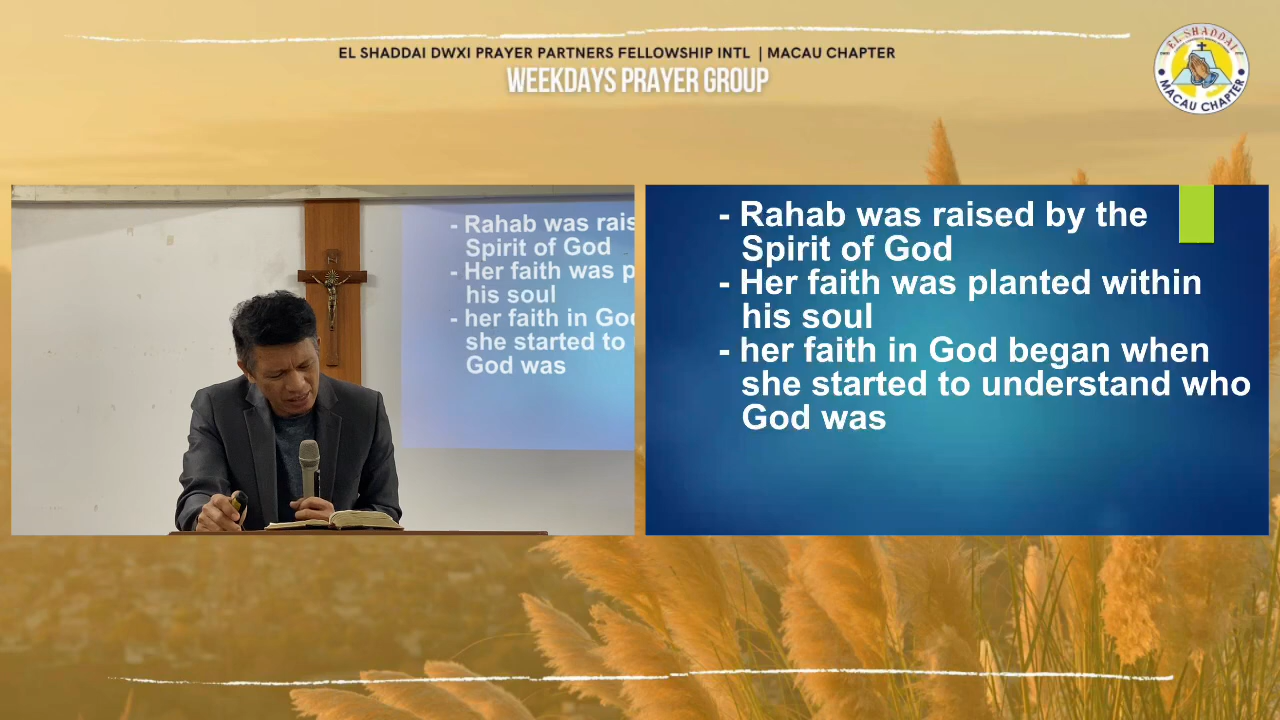 EL SHADDAI DWXI PRAYER PARTNERS FELLOWSHIP INTL | MACAU CHAPTER
WEEKDAYS PRAYER GROUP
EL SHADDAI
MACAU CHAPTER
- Rahab was rais
Spirit of God
- Her faith was p
his soul
- her faith in God
she started to
God was
- Rahab was raised by the
Spirit of God
- Her faith was planted within
his soul
- her faith in God began when
she started to understand who
God was